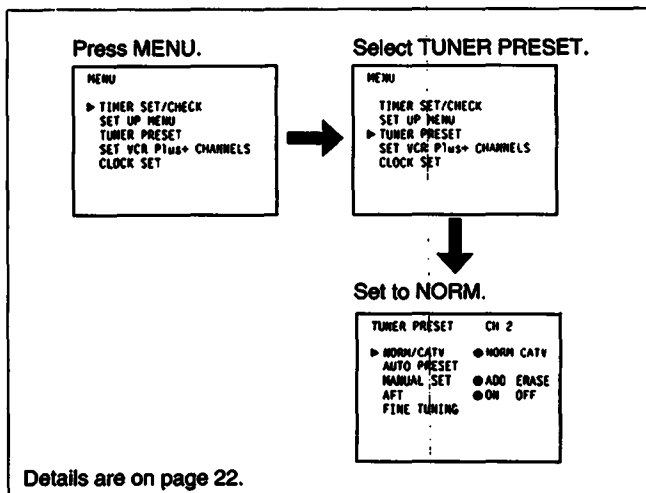 Press MENU.
MENU
▶ TIMER SET/CHECK
SET UP MENU
TUNER PRESET
SET VCR Plus+ CHANNELS
CLOCK SET
Select TUNER PRESET.
MENU
TIMER SET/CHECK
SET UP MENU
▶ TUNER PRESET
SET VCR Plus+ CHANNELS
CLOCK SET
Set to NORM.
TUNER PRESET CH 2
▶ NORM/CATV ●NORM CATV
AUTO PRESET
MANUAL SET ●ADD ERASE
AFT ●ON OFF
FINE TUNING
Details are on page 22.